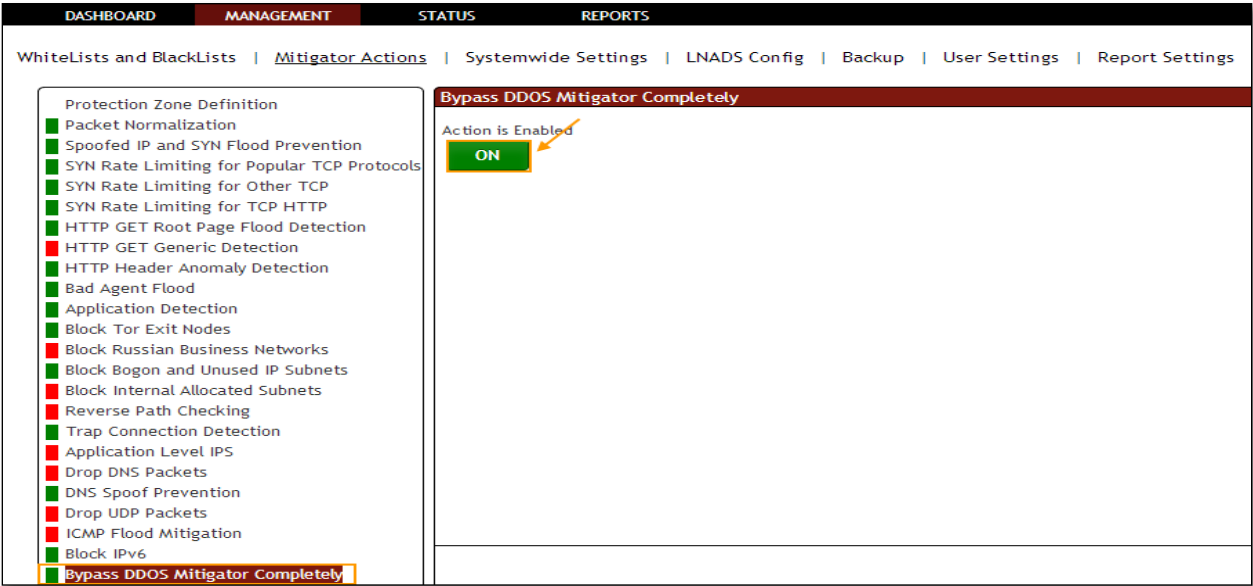 DASHBOARD MANAGEMENT STATUS REPORTS
WhiteLists and BlackLists | Mitigator Actions | Systemwide Settings | LNADS Config | Backup | User Settings | Report Settings
Protection Zone Definition
Packet Normalization
Spoofed IP and SYN Flood Prevention
SYN Rate Limiting for Popular TCP Protocols
SYN Rate Limiting for Other TCP
SYN Rate Limiting for TCP HTTP
HTTP GET Root Page Flood Detection
HTTP GET Generic Detection
HTTP Header Anomaly Detection
Bad Agent Flood
Application Detection
Block Tor Exit Nodes
Block Russian Business Networks
Block Bogon and Unused IP Subnets
Block Internal Allocated Subnets
Reverse Path Checking
Trap Connection Detection
Application Level IPS
Drop DNS Packets
DNS Spoof Prevention
Drop UDP Packets
ICMP Flood Mitigation
Block IPv6
Bypass DDOS Mitigator Completely
Bypass DDOS Mitigator Completely
Action is Enabled
ON